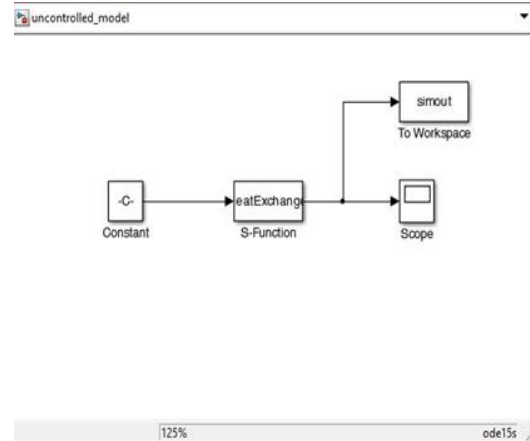 uncontrolled_model
simout
To Workspace
-C-
eatExchang
Constant
S-Function
Scope
125%
ode15s